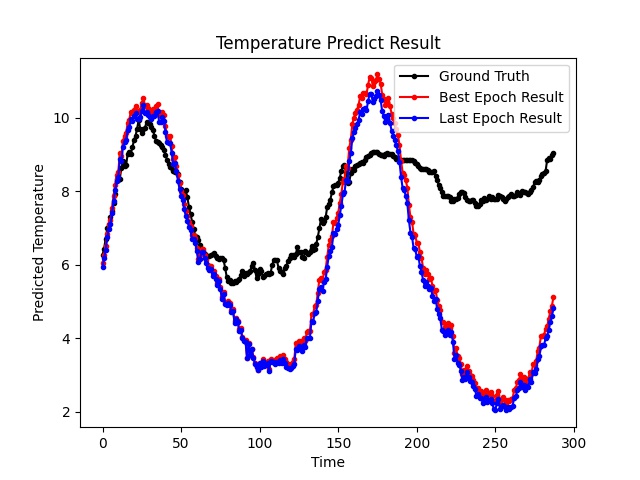 Temperature Predict Result
Ground Truth
Best Epoch Result
Last Epoch Result
Predicted Temperature
10
8
6
4
2
0
50
100
150
200
250
300
Time